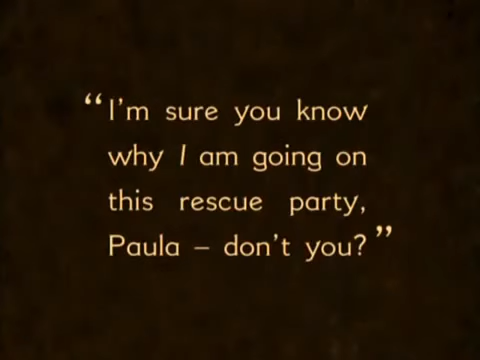 “I’m sure you know
why I am going on
this rescue party,
Paula – don’t you?”